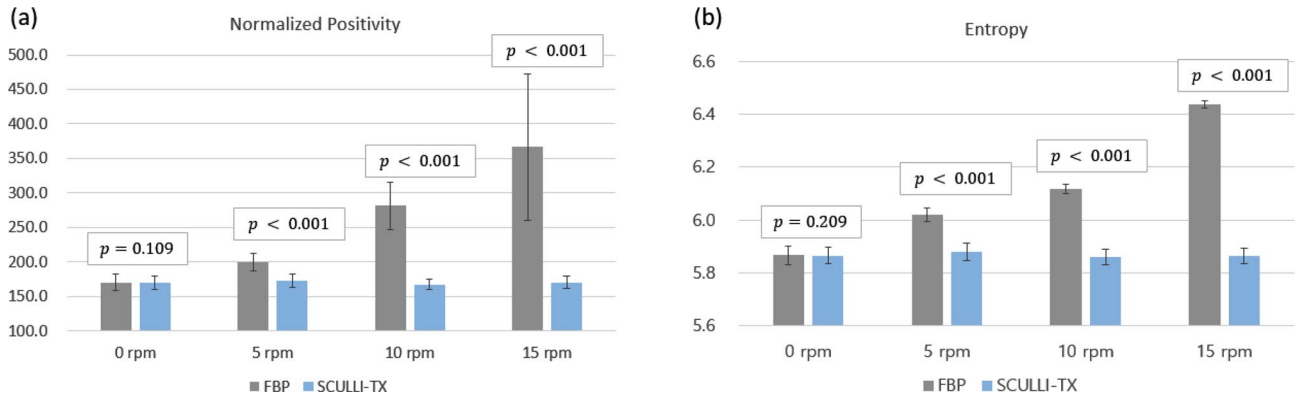 (a)
Normalized Positivity
500.0
450.0
400.0
350.0
300.0
250.0
200.0
150.0
100.0
p = 0.109
p < 0.001
p < 0.001
p < 0.001
0 rpm 5 rpm 10 rpm 15 rpm
FBP SCULLI-TX
(b)
Entropy
6.6
6.4
6.2
6.0
5.8
5.6
p = 0.209
p < 0.001
p < 0.001
p < 0.001
0 rpm 5 rpm 10 rpm 15 rpm
FBP SCULLI-TX